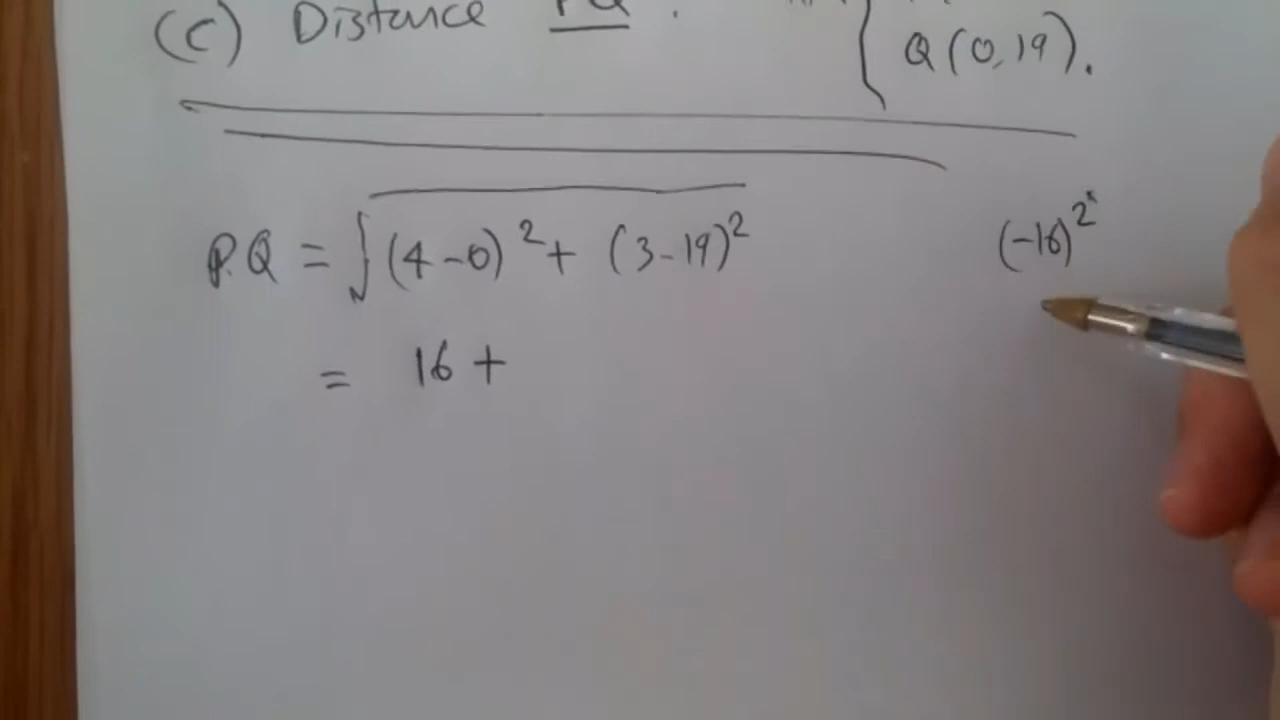 (c) Distance PQ.
Q(0,19).
PQ = √(4-0)² + (3-19)²
(-16)²
= 16 +